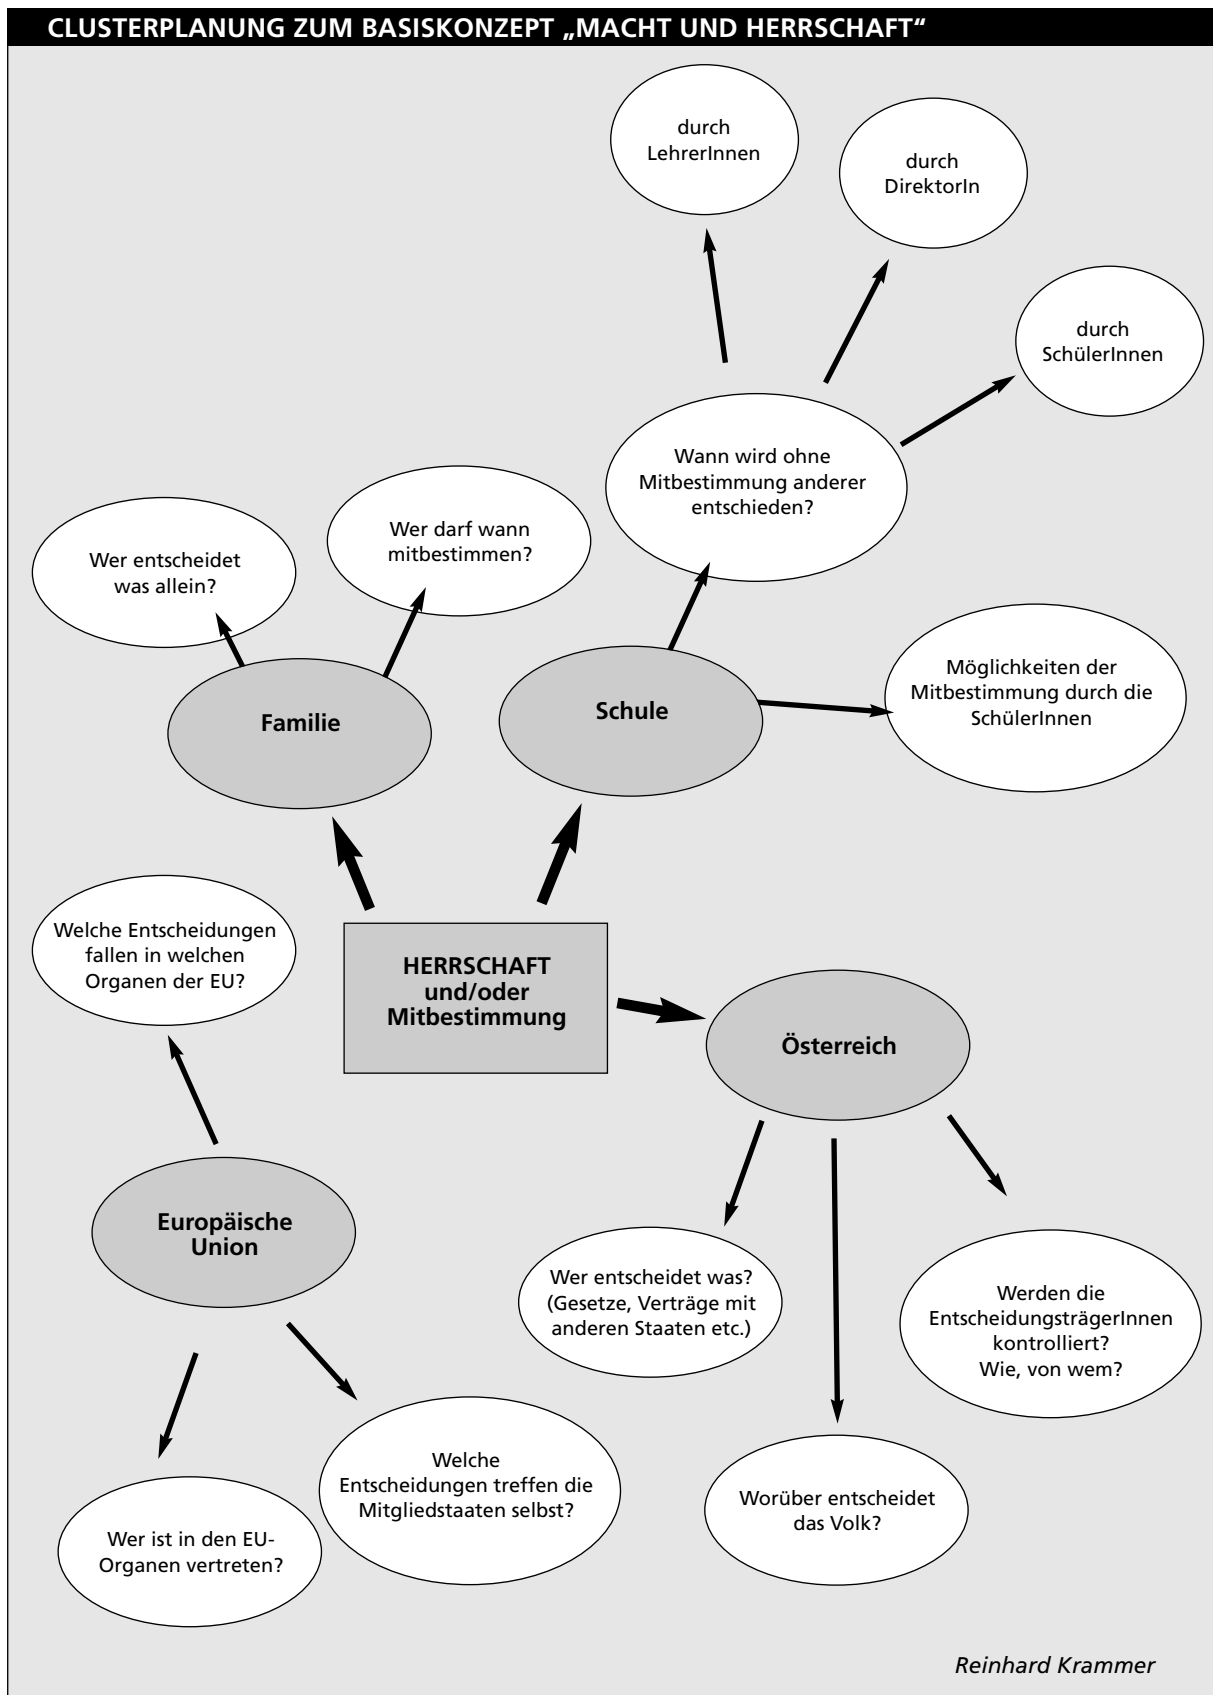 CLUSTERPLANUNG ZUM BASISKONZEPT „MACHT UND HERRSCHAFT“
durch
LehrerInnen
durch
DirektorIn
durch
SchülerInnen
Wann wird ohne
Mitbestimmung anderer
entschieden?
Wer darf wann
mitbestimmen?
Wer entscheidet
was allein?
Möglichkeiten der
Mitbestimmung durch die
SchülerInnen
Familie
Schule
Welche Entscheidungen
fallen in welchen
Organen der EU?
HERRSCHAFT
und/oder
Mitbestimmung
Österreich
Europäische
Union
Wer entscheidet was?
(Gesetze, Verträge mit
anderen Staaten etc.)
Werden die
EntscheidungsträgerInnen
kontrolliert?
Wie, von wem?
Welche
Entscheidungen treffen die
Mitgliedstaaten selbst?
Worüber entscheidet
das Volk?
Wer ist in den EU-
Organen vertreten?
Reinhard Krammer